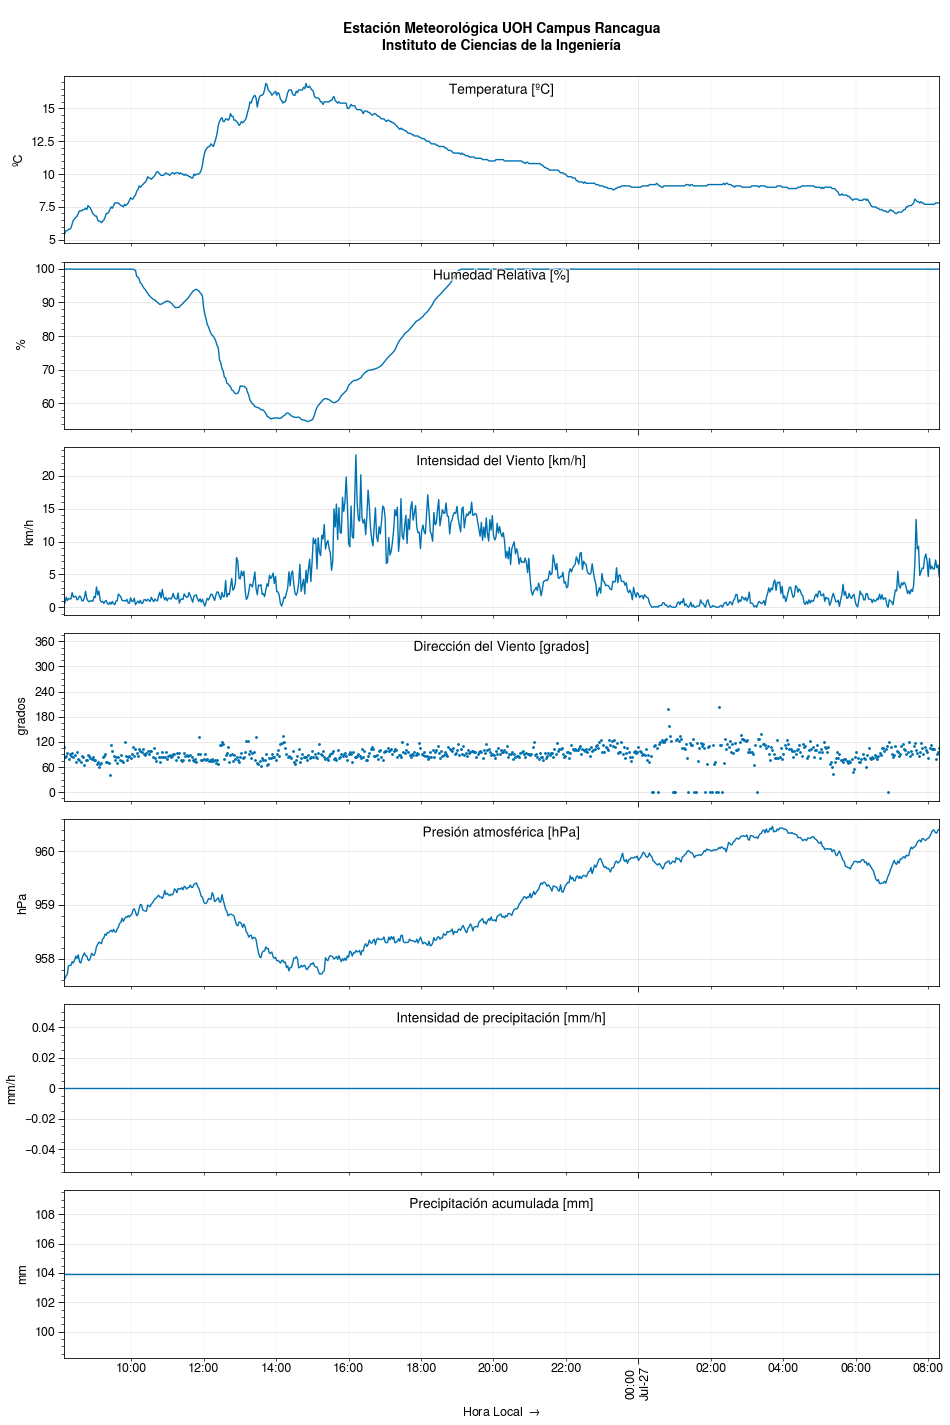 Estación Meteorológica UOH Campus Rancagua
Instituto de Ciencias de la Ingeniería
Temperatura [ºC]
15
12.5
10
7.5
5
ºC
Humedad Relativa [%]
100
90
80
70
60
%
Intensidad del Viento [km/h]
20
15
10
5
0
km/h
Dirección del Viento [grados]
360
300
240
180
120
60
0
grados
Presión atmosférica [hPa]
960
959
958
hPa
Intensidad de precipitación [mm/h]
0.04
0.02
0
−0.02
−0.04
mm/h
Precipitación acumulada [mm]
108
106
104
102
100
mm
10:00 12:00 14:00 16:00 18:00 20:00 22:00 00:00 02:00 04:00 06:00 08:00
Jul-27
Hora Local →